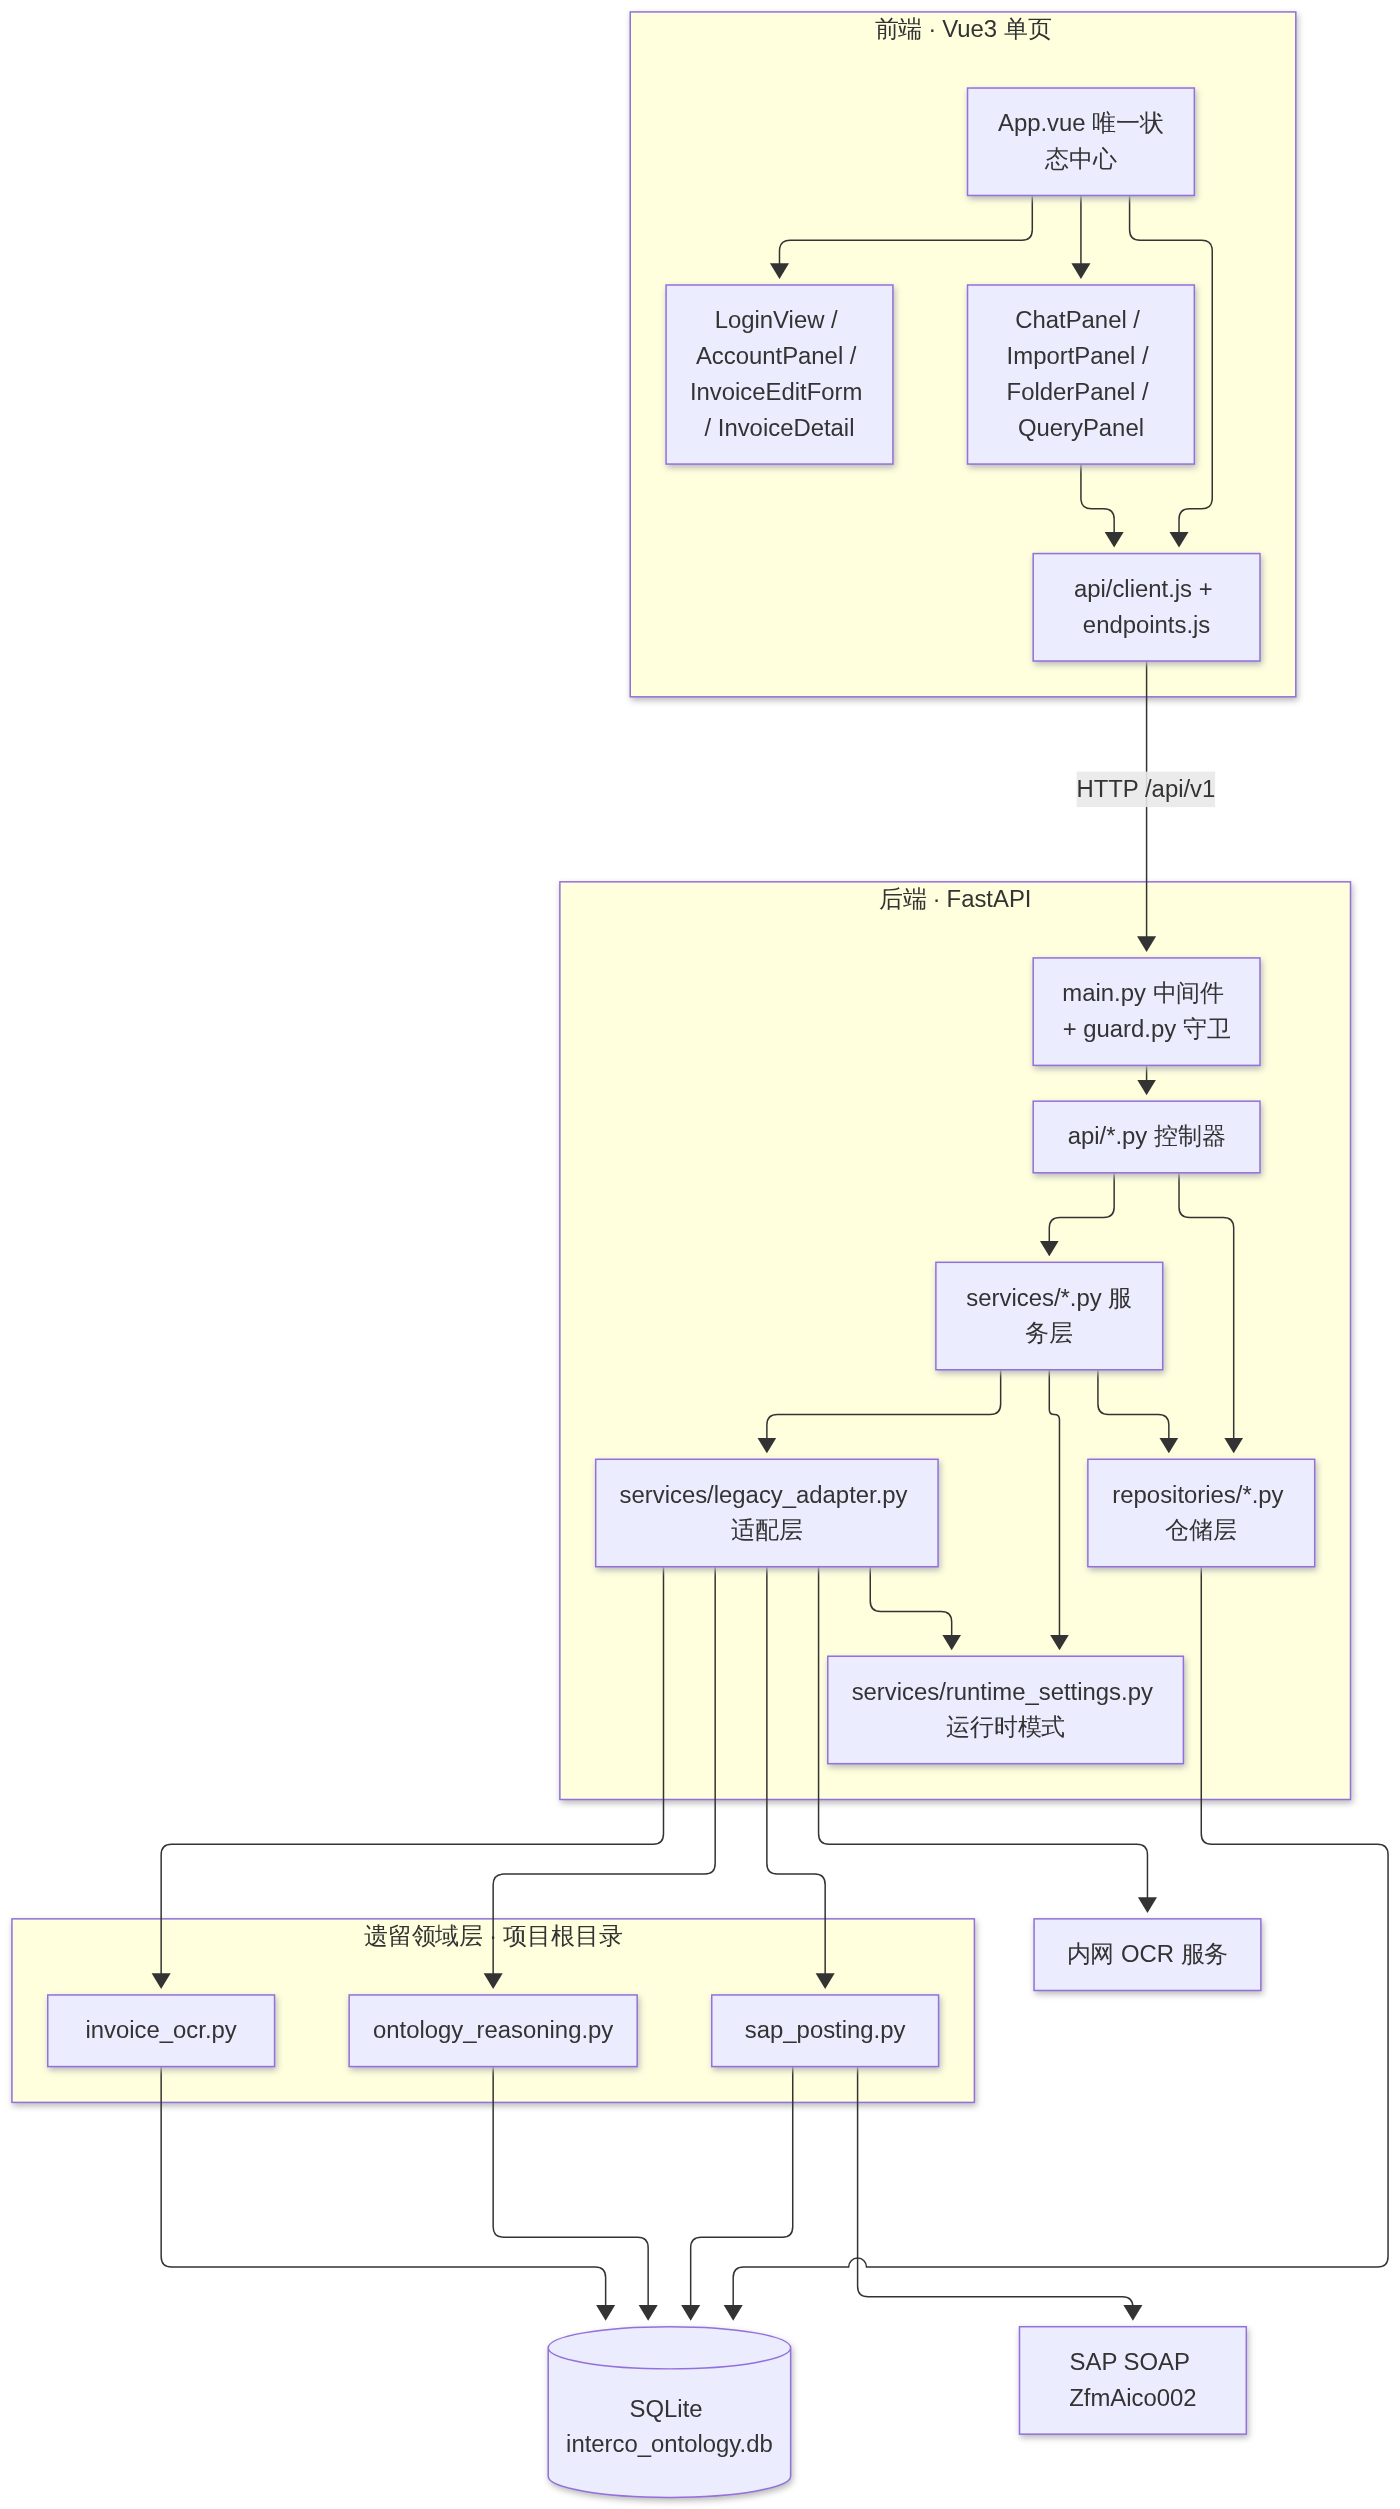 前端 · Vue3 单页
App.vue 唯一状
态中心
LoginView /
AccountPanel /
InvoiceEditForm
/ InvoiceDetail
ChatPanel /
ImportPanel /
FolderPanel /
QueryPanel
api/client.js +
endpoints.js
HTTP /api/v1
后端 · FastAPI
main.py 中间件
+ guard.py 守卫
api/*.py 控制器
services/*.py 服
务层
services/legacy_adapter.py
适配层
repositories/*.py
仓储层
services/runtime_settings.py
运行时模式
遗留领域层 · 项目根目录
内网 OCR 服务
invoice_ocr.py
ontology_reasoning.py
sap_posting.py
SQLite
interco_ontology.db
SAP SOAP
ZfmAico002